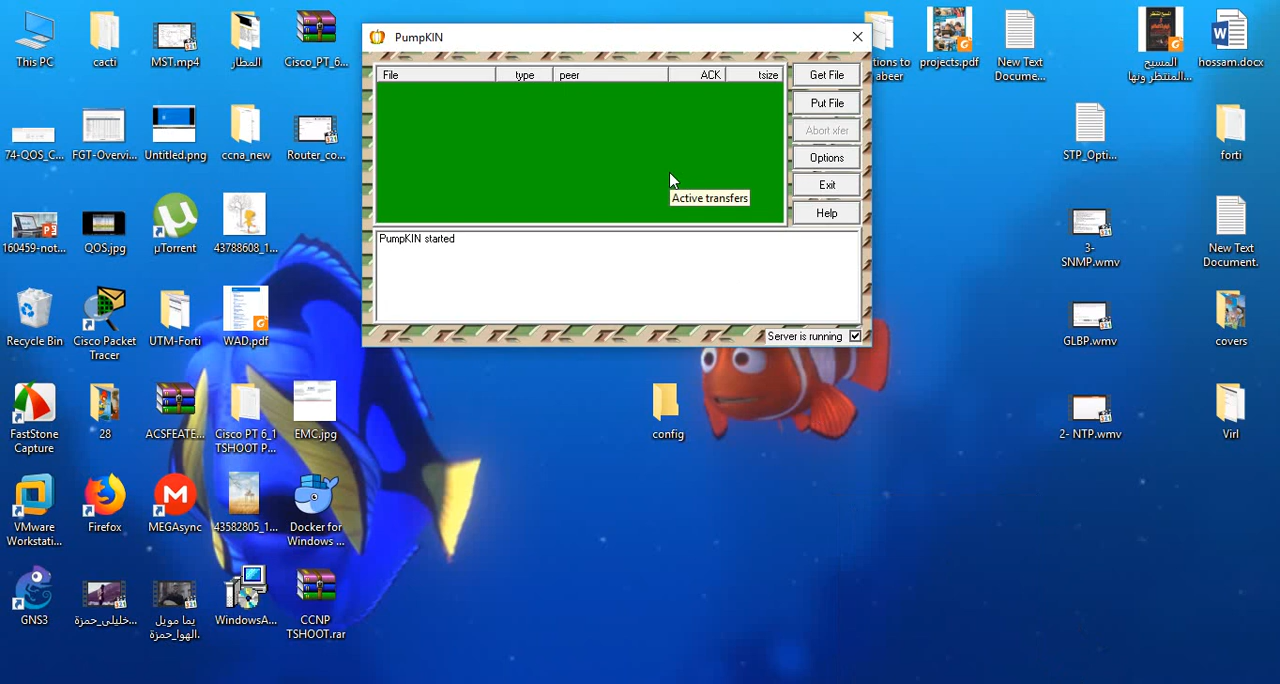 This PC
cacti
MST.mp4
المطار
Cisco_PT_6...
74-QOS_C...
FGT-Overvi...
Untitled.png
ccna_new
Router_co...
160459-not...
QOS.jpg
µTorrent
43788608_1...
Recycle Bin
Cisco Packet
Tracer
UTM-Forti
WAD.pdf
FastStone
Capture
28
ACSFEATE...
Cisco PT 6_1
TSHOOT P...
EMC.jpg
VMware
Workstati...
Firefox
MEGAsync
43582805_1...
Docker for
Windows ...
GNS3
خليلى_حمزة...
يما مويل
الهوا_حمزة.
WindowsA...
CCNP
TSHOOT.rar
PumpKIN
File
type
peer
ACK
tsize
Get File
Put File
Abort xfer
Options
Exit
Help
Active transfers
PumpKIN started
Server is running
config
tions to
abeer
projects.pdf
New Text
Docume...
المسيح
المنتظر ونها...
hossam.docx
STP_Opti...
forti
3-
SNMP.wmv
New Text
Document.
GLBP.wmv
covers
2- NTP.wmv
Virl